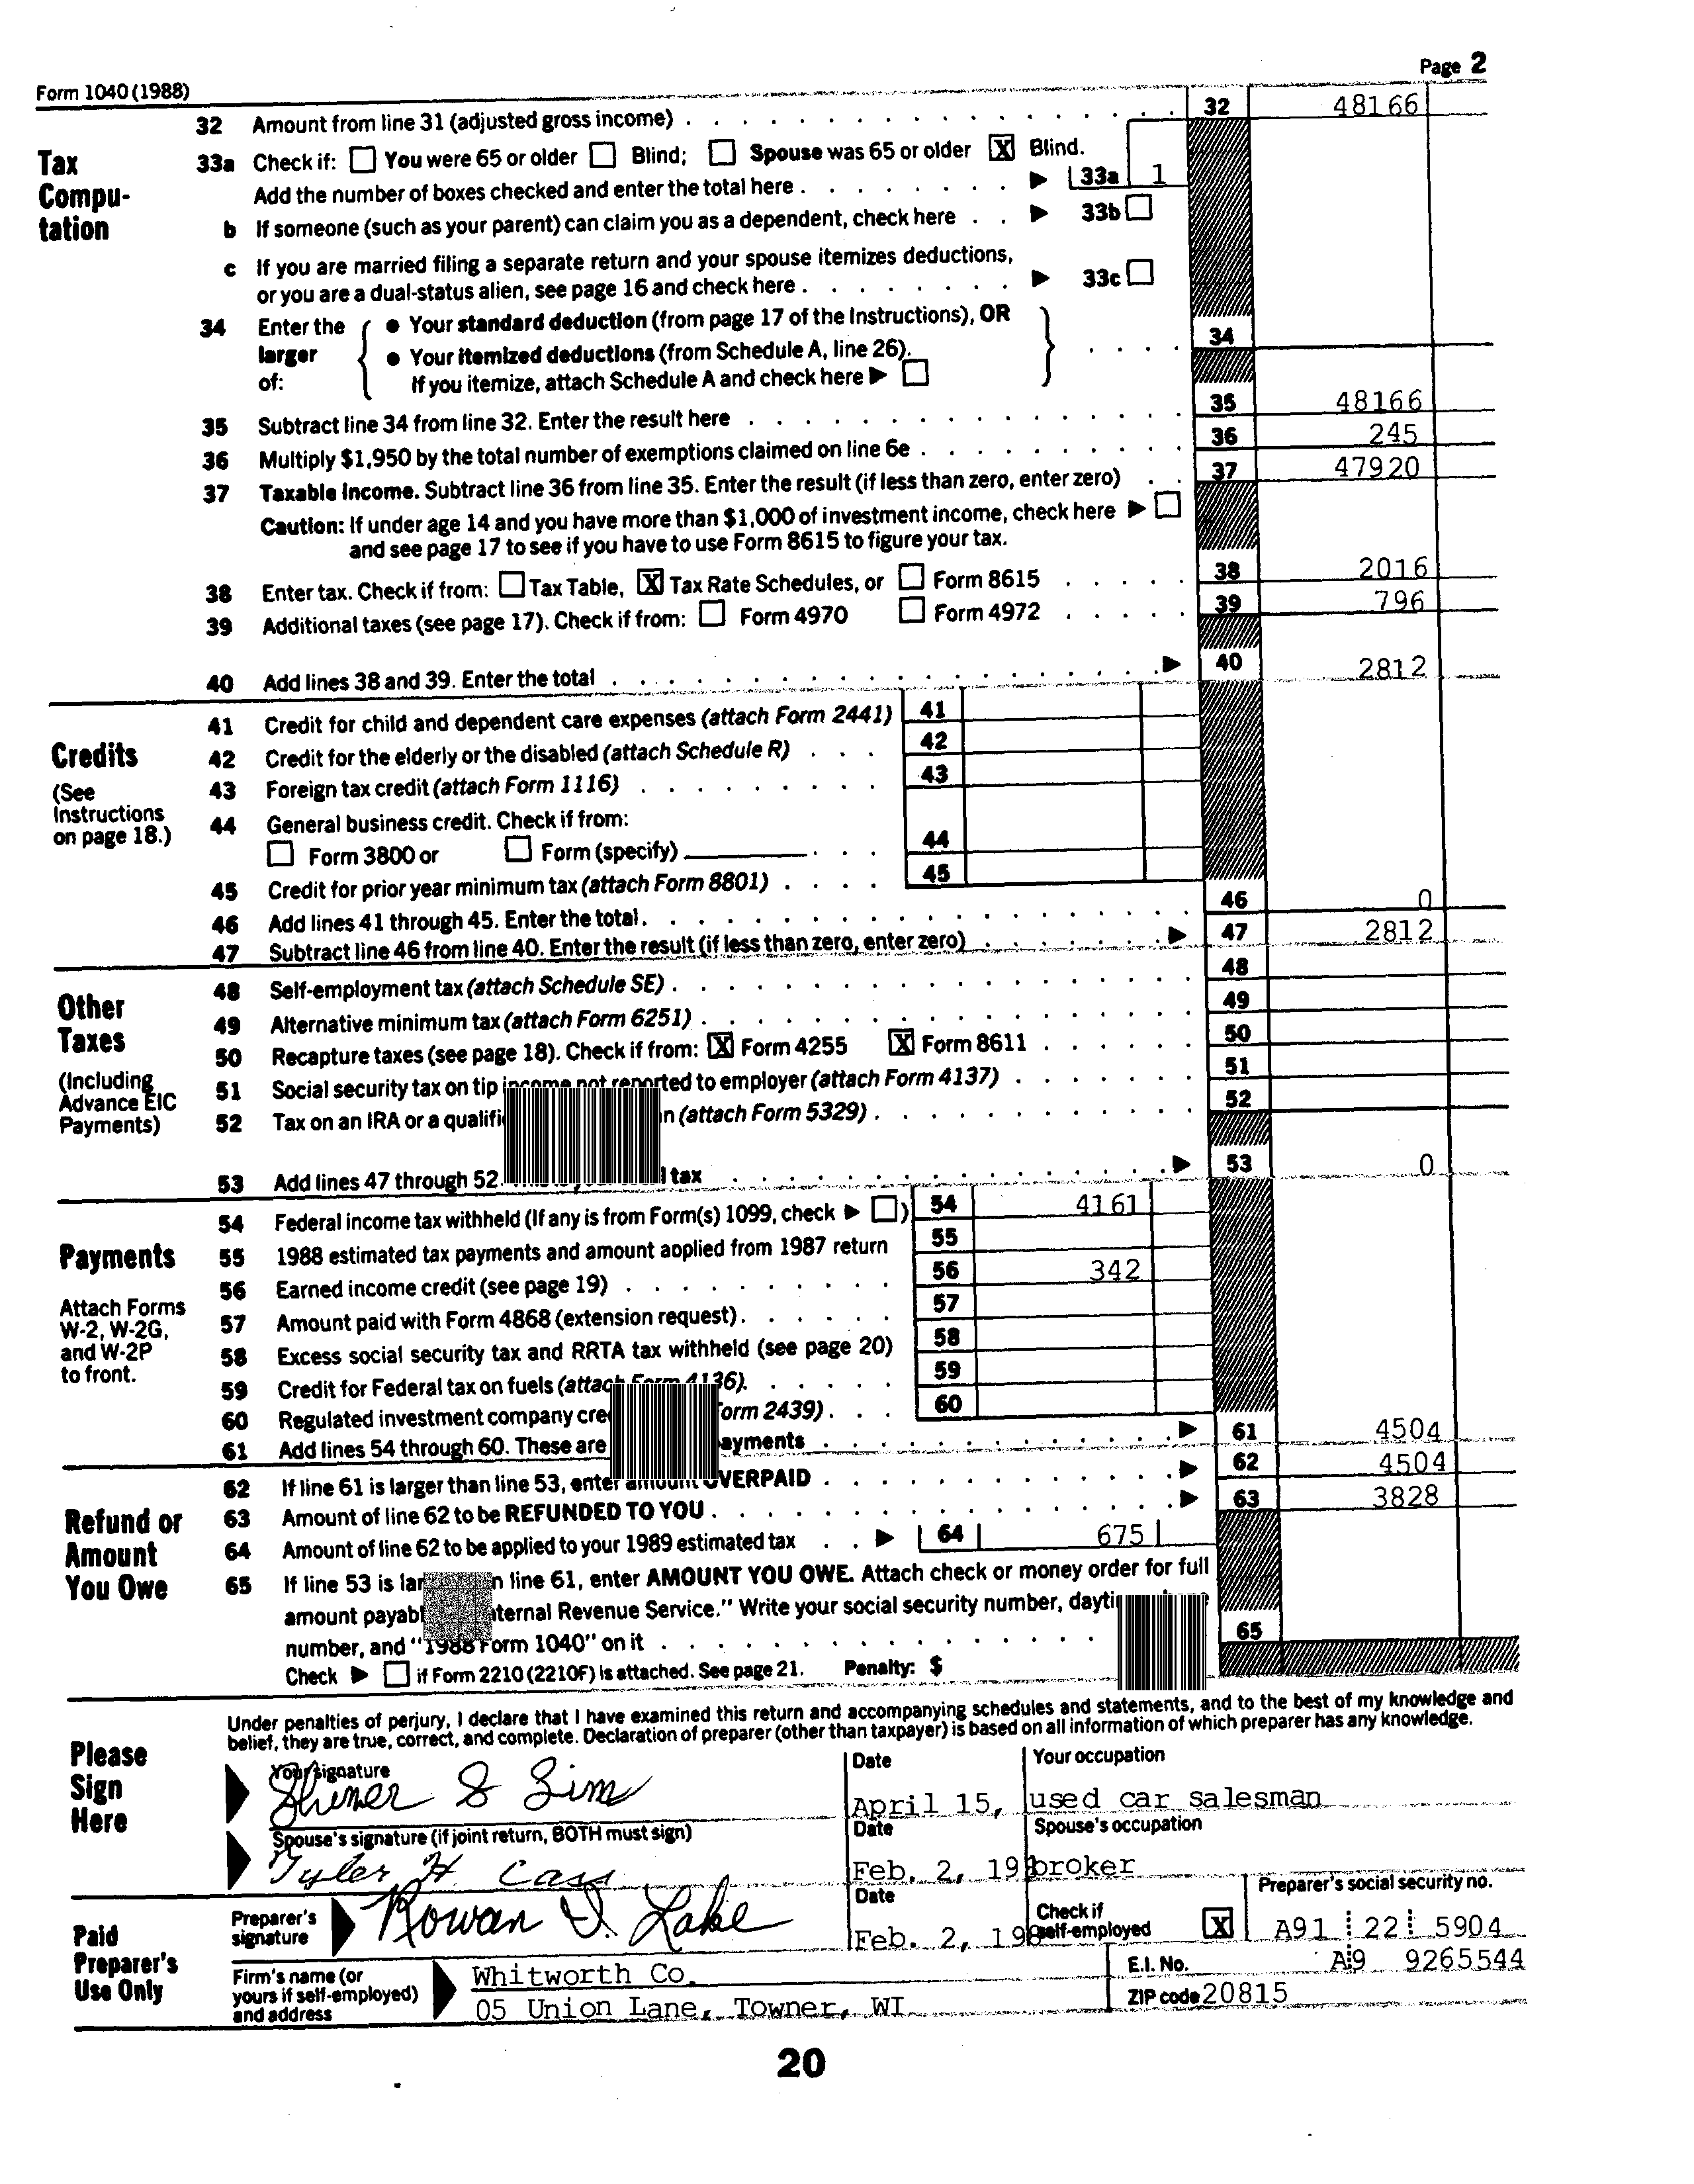 Form 1040 (1988) Page 2
32 Amount from line 31 (adjusted gross income) 32 48166
Tax Compu-tation
33a Check if: You were 65 or older Blind; Spouse was 65 or older X Blind.
Add the number of boxes checked and enter the total here 33a 1
b If someone (such as your parent) can claim you as a dependent, check here 33b
c If you are married filing a separate return and your spouse itemizes deductions,
or you are a dual-status alien, see page 16 and check here 33c
34 Enter the larger of: ● Your standard deduction (from page 17 of the Instructions), OR 34
● Your itemized deductions (from Schedule A, line 26).
If you itemize, attach Schedule A and check here
35 Subtract line 34 from line 32. Enter the result here 35 48166
36 Multiply $1,950 by the total number of exemptions claimed on line 6e 36 245
37 Taxable income. Subtract line 36 from line 35. Enter the result (if less than zero, enter zero) 37 47920
Caution: If under age 14 and you have more than $1,000 of investment income, check here
and see page 17 to see if you have to use Form 8615 to figure your tax.
38 Enter tax. Check if from: Tax Table, X Tax Rate Schedules, or Form 8615 38 2016
39 Additional taxes (see page 17). Check if from: Form 4970 Form 4972 39 796
40 Add lines 38 and 39. Enter the total 40 2812
Credits
(See Instructions on page 18.)
41 Credit for child and dependent care expenses (attach Form 2441) 41
42 Credit for the elderly or the disabled (attach Schedule R) 42
43 Foreign tax credit (attach Form 1116) 43
44 General business credit. Check if from:
Form 3800 or Form (specify) 44
45 Credit for prior year minimum tax (attach Form 8801) 45
46 Add lines 41 through 45. Enter the total. 46 0
47 Subtract line 46 from line 40. Enter the result (if less than zero, enter zero) 47 2812
Other Taxes
(Including Advance EIC Payments)
48 Self-employment tax (attach Schedule SE) 48
49 Alternative minimum tax (attach Form 6251) 49
50 Recapture taxes (see page 18). Check if from: X Form 4255 X Form 8611 50
51 Social security tax on tip income not reported to employer (attach Form 4137) 51
52 Tax on an IRA or a (attach Form 5329) 52
53 Add lines 47 through 52. tax 53 0
Payments
Attach Forms W-2, W-2G, and W-2P to front.
54 Federal income tax withheld (If any is from Form(s) 1099, check ) 54 4161
55 1988 estimated tax payments and amount applied from 1987 return 55
56 Earned income credit (see page 19) 56 342
57 Amount paid with Form 4868 (extension request) 57
58 Excess social security tax and RRTA tax withheld (see page 20) 58
59 Credit for Federal tax on fuels (attach Form 4136) 59
60 Regulated investment company 2439) 60
61 Add lines 54 through 60. These are 61 4504
62 If line 61 is larger than line 53, enter amount OVERPAID 62 4504
Refund or Amount You Owe
63 Amount of line 62 to be REFUNDED TO YOU 63 3828
64 Amount of line 62 to be applied to your 1989 estimated tax 64 675
65 If line 53 is line 61, enter AMOUNT YOU OWE. Attach check or money order for full
amount Revenue Service." Write your social security number,
number, and "1988 Form 1040" on it 65
Check if Form 2210 (2210F) is attached. See page 21. Penalty: $
Please Sign Here
Under penalties of perjury, I declare that I have examined this return and accompanying schedules and statements, and to the best of my knowledge and
belief, they are true, correct, and complete. Declaration of preparer (other than taxpayer) is based on all information of which preparer has any knowledge.
Your signature Date Your occupation
April 15, used car salesman
Spouse's signature (if joint return, BOTH must sign) Date Spouse's occupation
Tyler H. Cass Feb. 2, 19 broker
Paid Preparer's Use Only
Preparer's signature Rowan I. Lake Date Feb. 2, 198 Check if self-employed X Preparer's social security no. A91 22 5904
Firm's name (or yours if self-employed) and address Whitworth Co. E.I. No. A9 9265544
05 Union Lane, Towner, WI ZIP code 20815
20